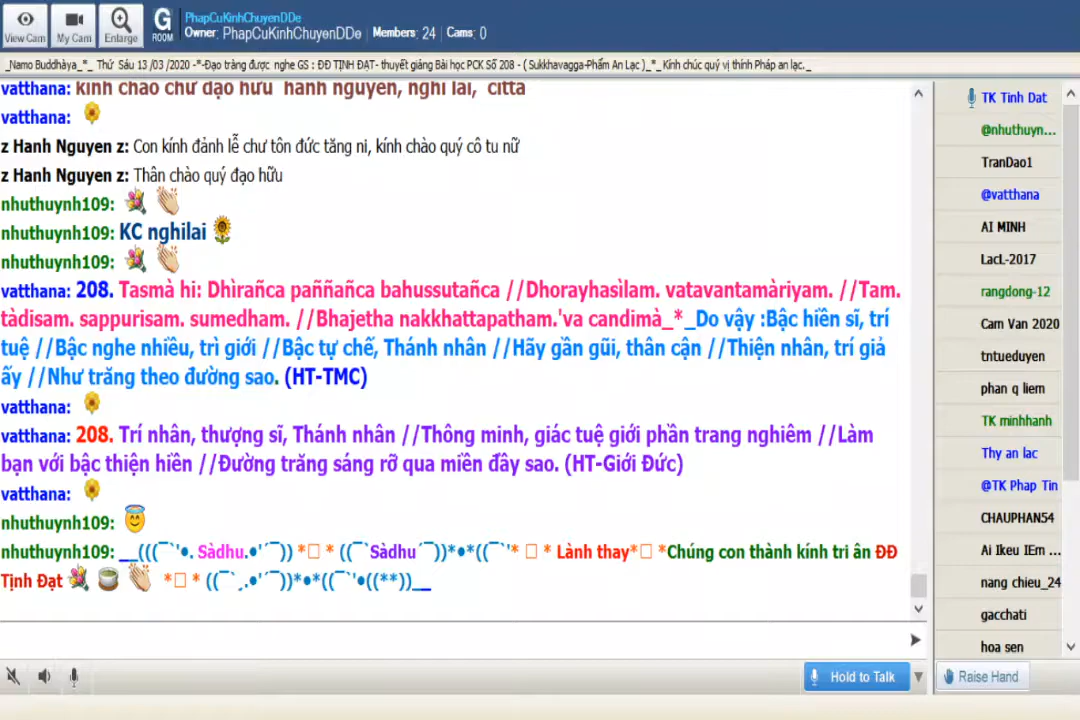 View Cam
My Cam
Enlarge
G ROOM
PhapCuKinhChuyenDDe
Owner: PhapCuKinhChuyenDDe Members: 24 Cams: 0
_Namo Buddhàya_*_ Thứ Sáu 13 /03 /2020 -*-Đạo tràng được nghe GS : ĐĐ TỊNH ĐẠT- thuyết giảng Bài học PCK Số 208 - ( Sukkhavagga-Phẩm An Lạc )_*_Kính chúc quý vị thính Pháp an lạc._
vatthana: kính chào chư đạo hữu hanh nguyen, nghi lai, citta
vatthana:
z Hanh Nguyen z: Con kính đảnh lễ chư tôn đức tăng ni, kính chào quý cô tu nữ
z Hanh Nguyen z: Thân chào quý đạo hữu
nhuthuynh109:
nhuthuynh109: KC nghilai
nhuthuynh109:
vatthana: 208. Tasmà hi: Dhìrañca paññañca bahussutañca //Dhorayhasìlam. vatavantamàriyam. //Tam.
tàdisam. sappurisam. sumedham. //Bhajetha nakkhattapatham.'va candimà_*_Do vậy :Bậc hiền sĩ, trí
tuệ //Bậc nghe nhiều, trì giới //Bậc tự chế, Thánh nhân //Hãy gần gũi, thân cận //Thiện nhân, trí giả
ấy //Như trăng theo đường sao. (HT-TMC)
vatthana:
vatthana: 208. Trí nhân, thượng sĩ, Thánh nhân //Thông minh, giác tuệ giới phần trang nghiêm //Làm
bạn với bậc thiện hiền //Đường trăng sáng rỡ qua miền đầy sao. (HT-Giới Đức)
vatthana:
nhuthuynh109:
nhuthuynh109: __(((¯`'•. Sàdhu.•'´¯)) *□ * ((¯`Sàdhu´¯))*•*((¯`'* □ * Lành thay*□ *Chúng con thành kính tri ân ĐĐ
Tịnh Đạt *□ * ((¯` ¸.•'´¯))*•*((¯`'•((**))__
Hold to Talk
TK Tinh Dat
@nhuthuyn...
TranDao1
@vatthana
AI MINH
LacL-2017
rangdong-12
Cam Van 2020
tntueduyen
phan q liem
TK minhhanh
Thy an lac
@TK Phap Tin
CHAUPHAN54
Ai Ikeu IEm ...
nang chieu_24
gacchati
hoa sen
Raise Hand